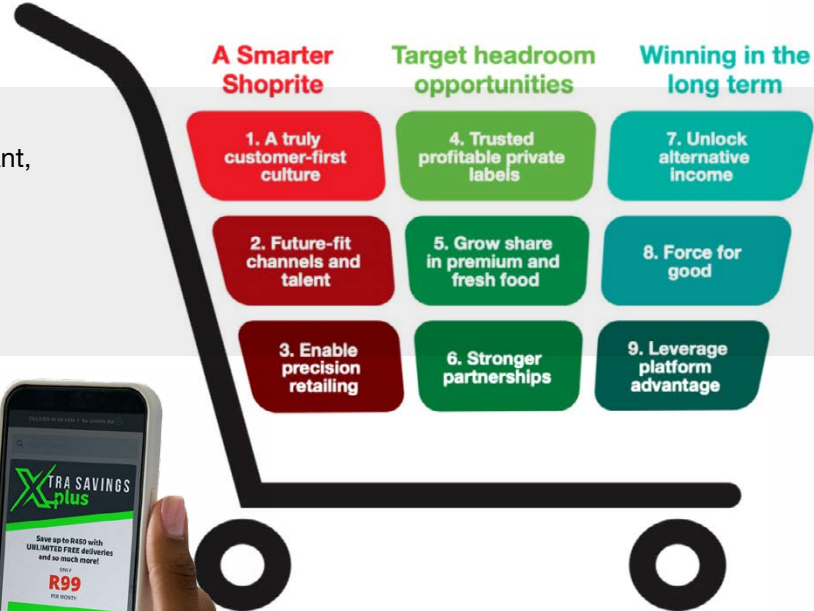 A Smarter
Shoprite
Target headroom
opportunities
Winning in the
long term
1. A truly
customer-first
culture
4. Trusted
profitable private
labels
7. Unlock
alternative
income
2. Future-fit
channels and
talent
5. Grow share
in premium and
fresh food
8. Force for
good
3. Enable
precision
retailing
6. Stronger
partnerships
9. Leverage
platform
advantage
XTRA SAVINGS
plus
Save up to R450 with
UNLIMITED FREE deliveries
and so much more!
ONLY
R99
PER MONTH